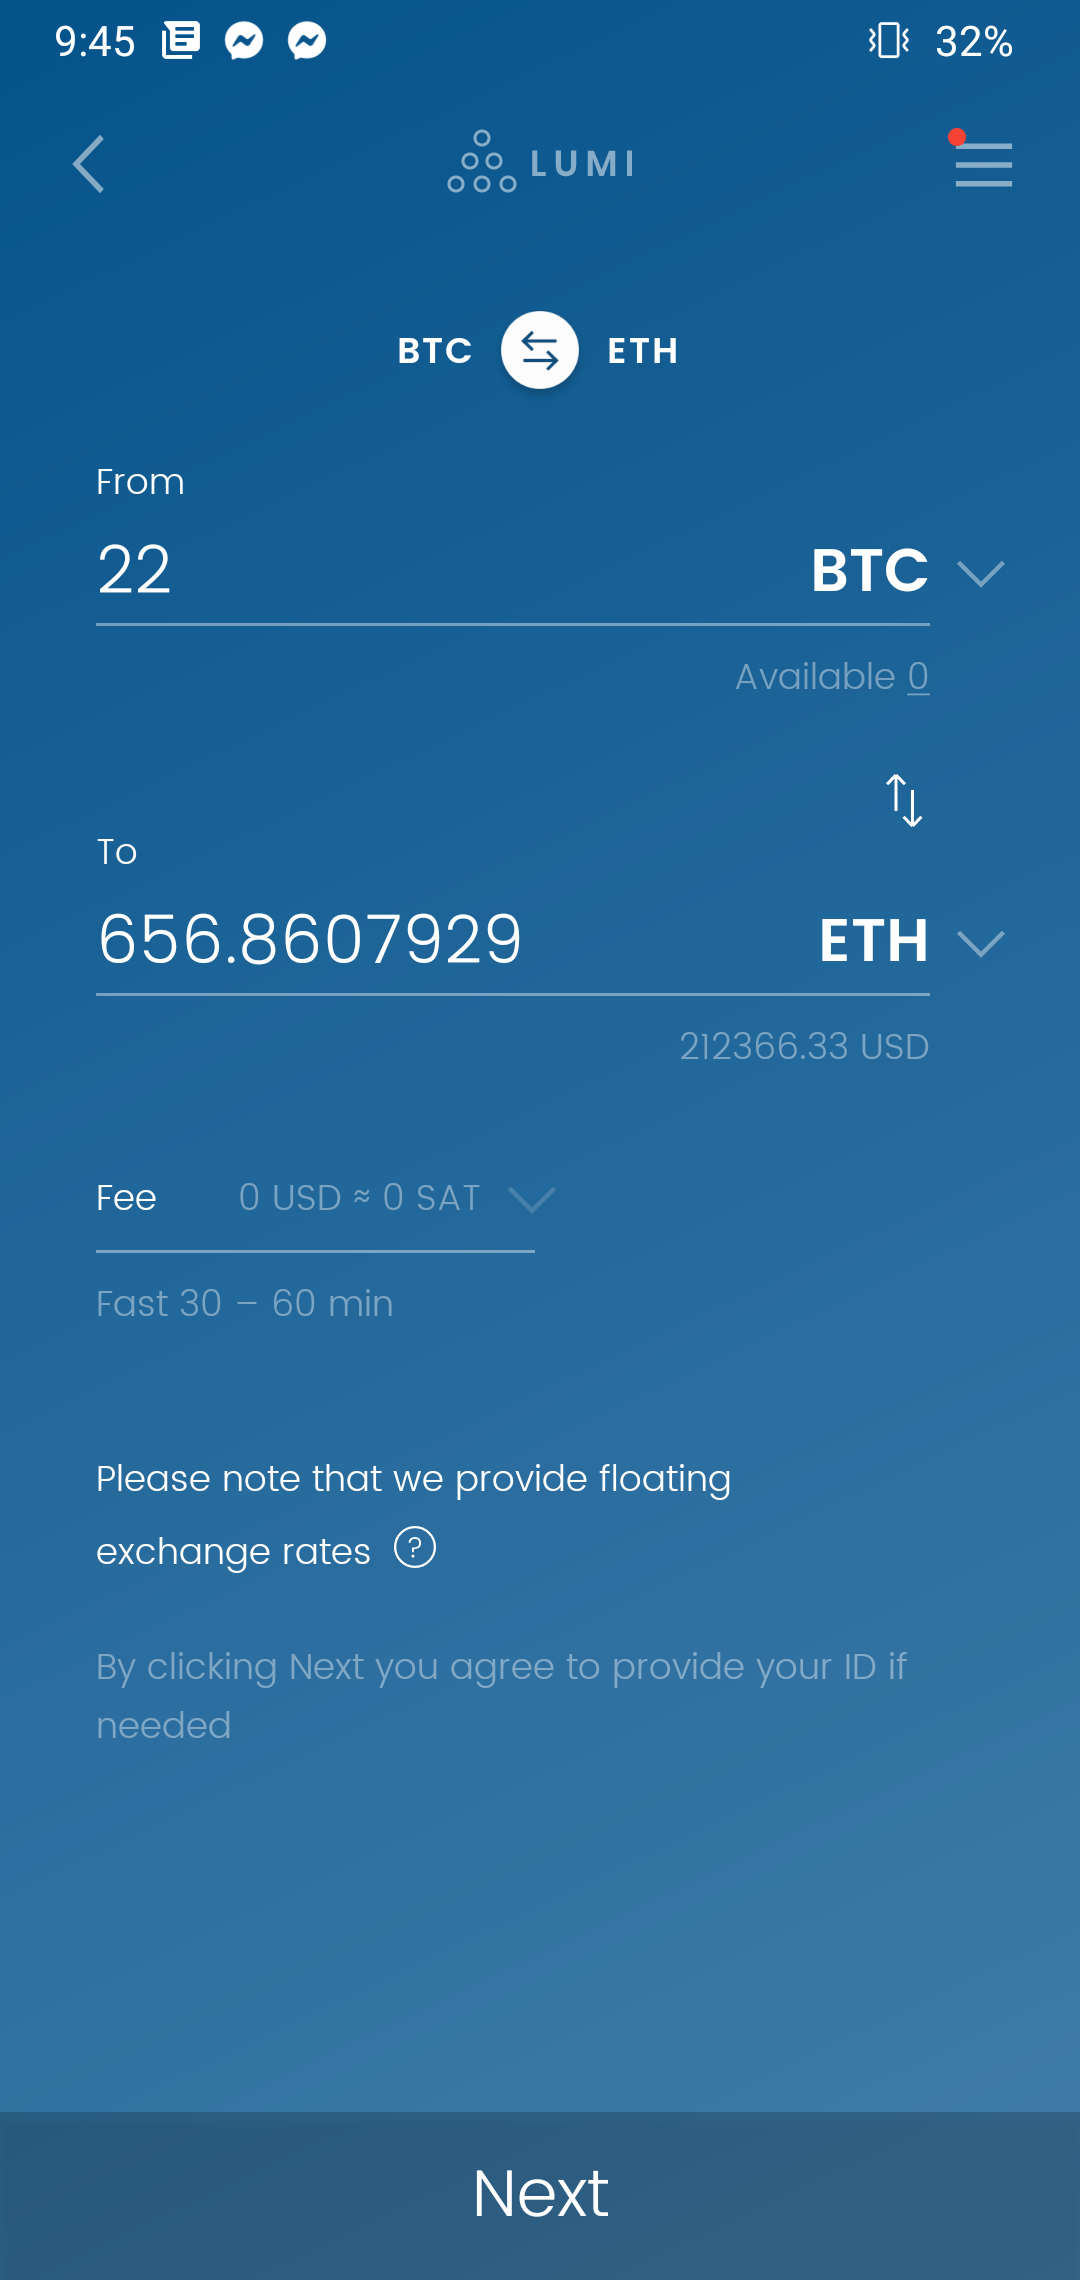 9:45 32%
LUMI
BTC ETH
From
22 BTC
Available 0
To
656.8607929 ETH
212366.33 USD
Fee 0 USD ≈ 0 SAT
Fast 30 – 60 min
Please note that we provide floating
exchange rates ?
By clicking Next you agree to provide your ID if
needed
Next